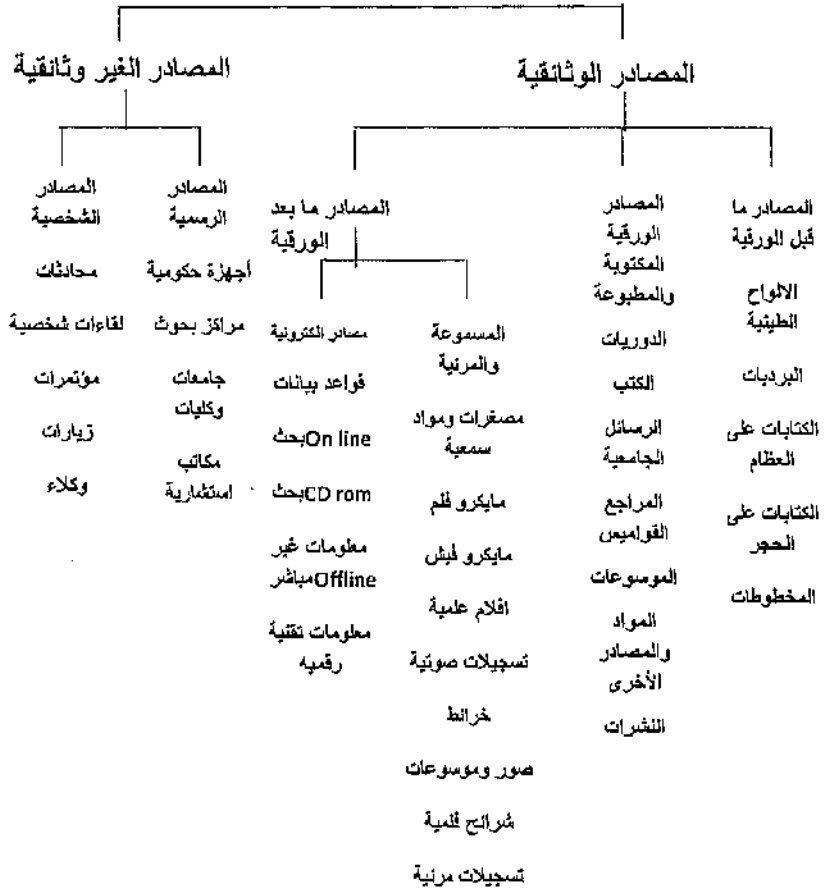 المصادر الوثائقية
المصادر الغير وثائقية
المصادر ما
قبل الورقية
الالواح
الطينية
البرديات
الكتابات على
العظام
الكتابات على
الحجر
المخطوطات
المصادر
الورقية
المكتوبة
والمطبوعة
الدوريات
الكتب
الرسائل
الجامعية
المراجع
القواميس
الموسوعات
المواد
والمصادر
الأخرى
النشرات
المصادر ما بعد
الورقية
المسموعة
والمرئية
مصغرات ومواد
سمعية
مايكرو فلم
مايكرو فيش
افلام علمية
تسجيلات صوتية
خرائط
صور وموسوعات
شرائح فلمية
تسجيلات مرئية
مصادر الكترونية
قواعد بيانات
بحث On line
بحث CD rom
معلومات غير
مباشر Offline
معلومات تقنية
رقميه
المصادر
الرسمية
أجهزة حكومية
مراكز بحوث
جامعات
وكليات
مكاتب
استشارية
المصادر
الشخصية
محادثات
لقاءات شخصية
مؤتمرات
زيارات
وكلاء